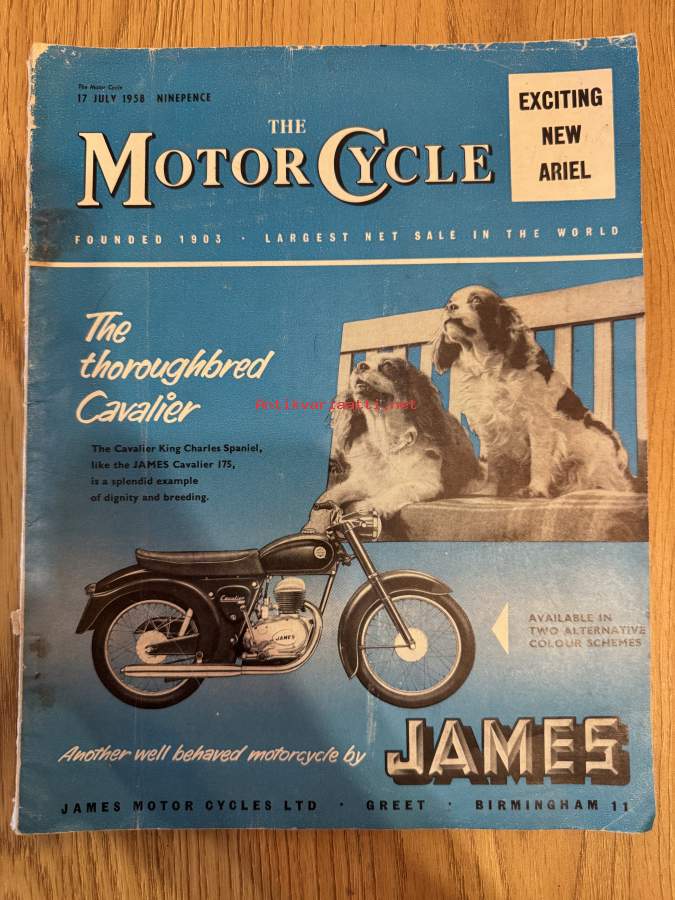 The Motor Cycle
17 JULY 1958 NINEPENCE
EXCITING
NEW
ARIEL
THE
MOTOR CYCLE
FOUNDED 1903 · LARGEST NET SALE IN THE WORLD
The
thoroughbred
Cavalier
Antikvariaatti.net
The Cavalier King Charles Spaniel,
like the JAMES Cavalier 175,
is a splendid example
of dignity and breeding.
Cavalier
JAMES
AVAILABLE IN
TWO ALTERNATIVE
COLOUR SCHEMES
Another well behaved motorcycle by
JAMES
JAMES MOTOR CYCLES LTD · GREET · BIRMINGHAM 11